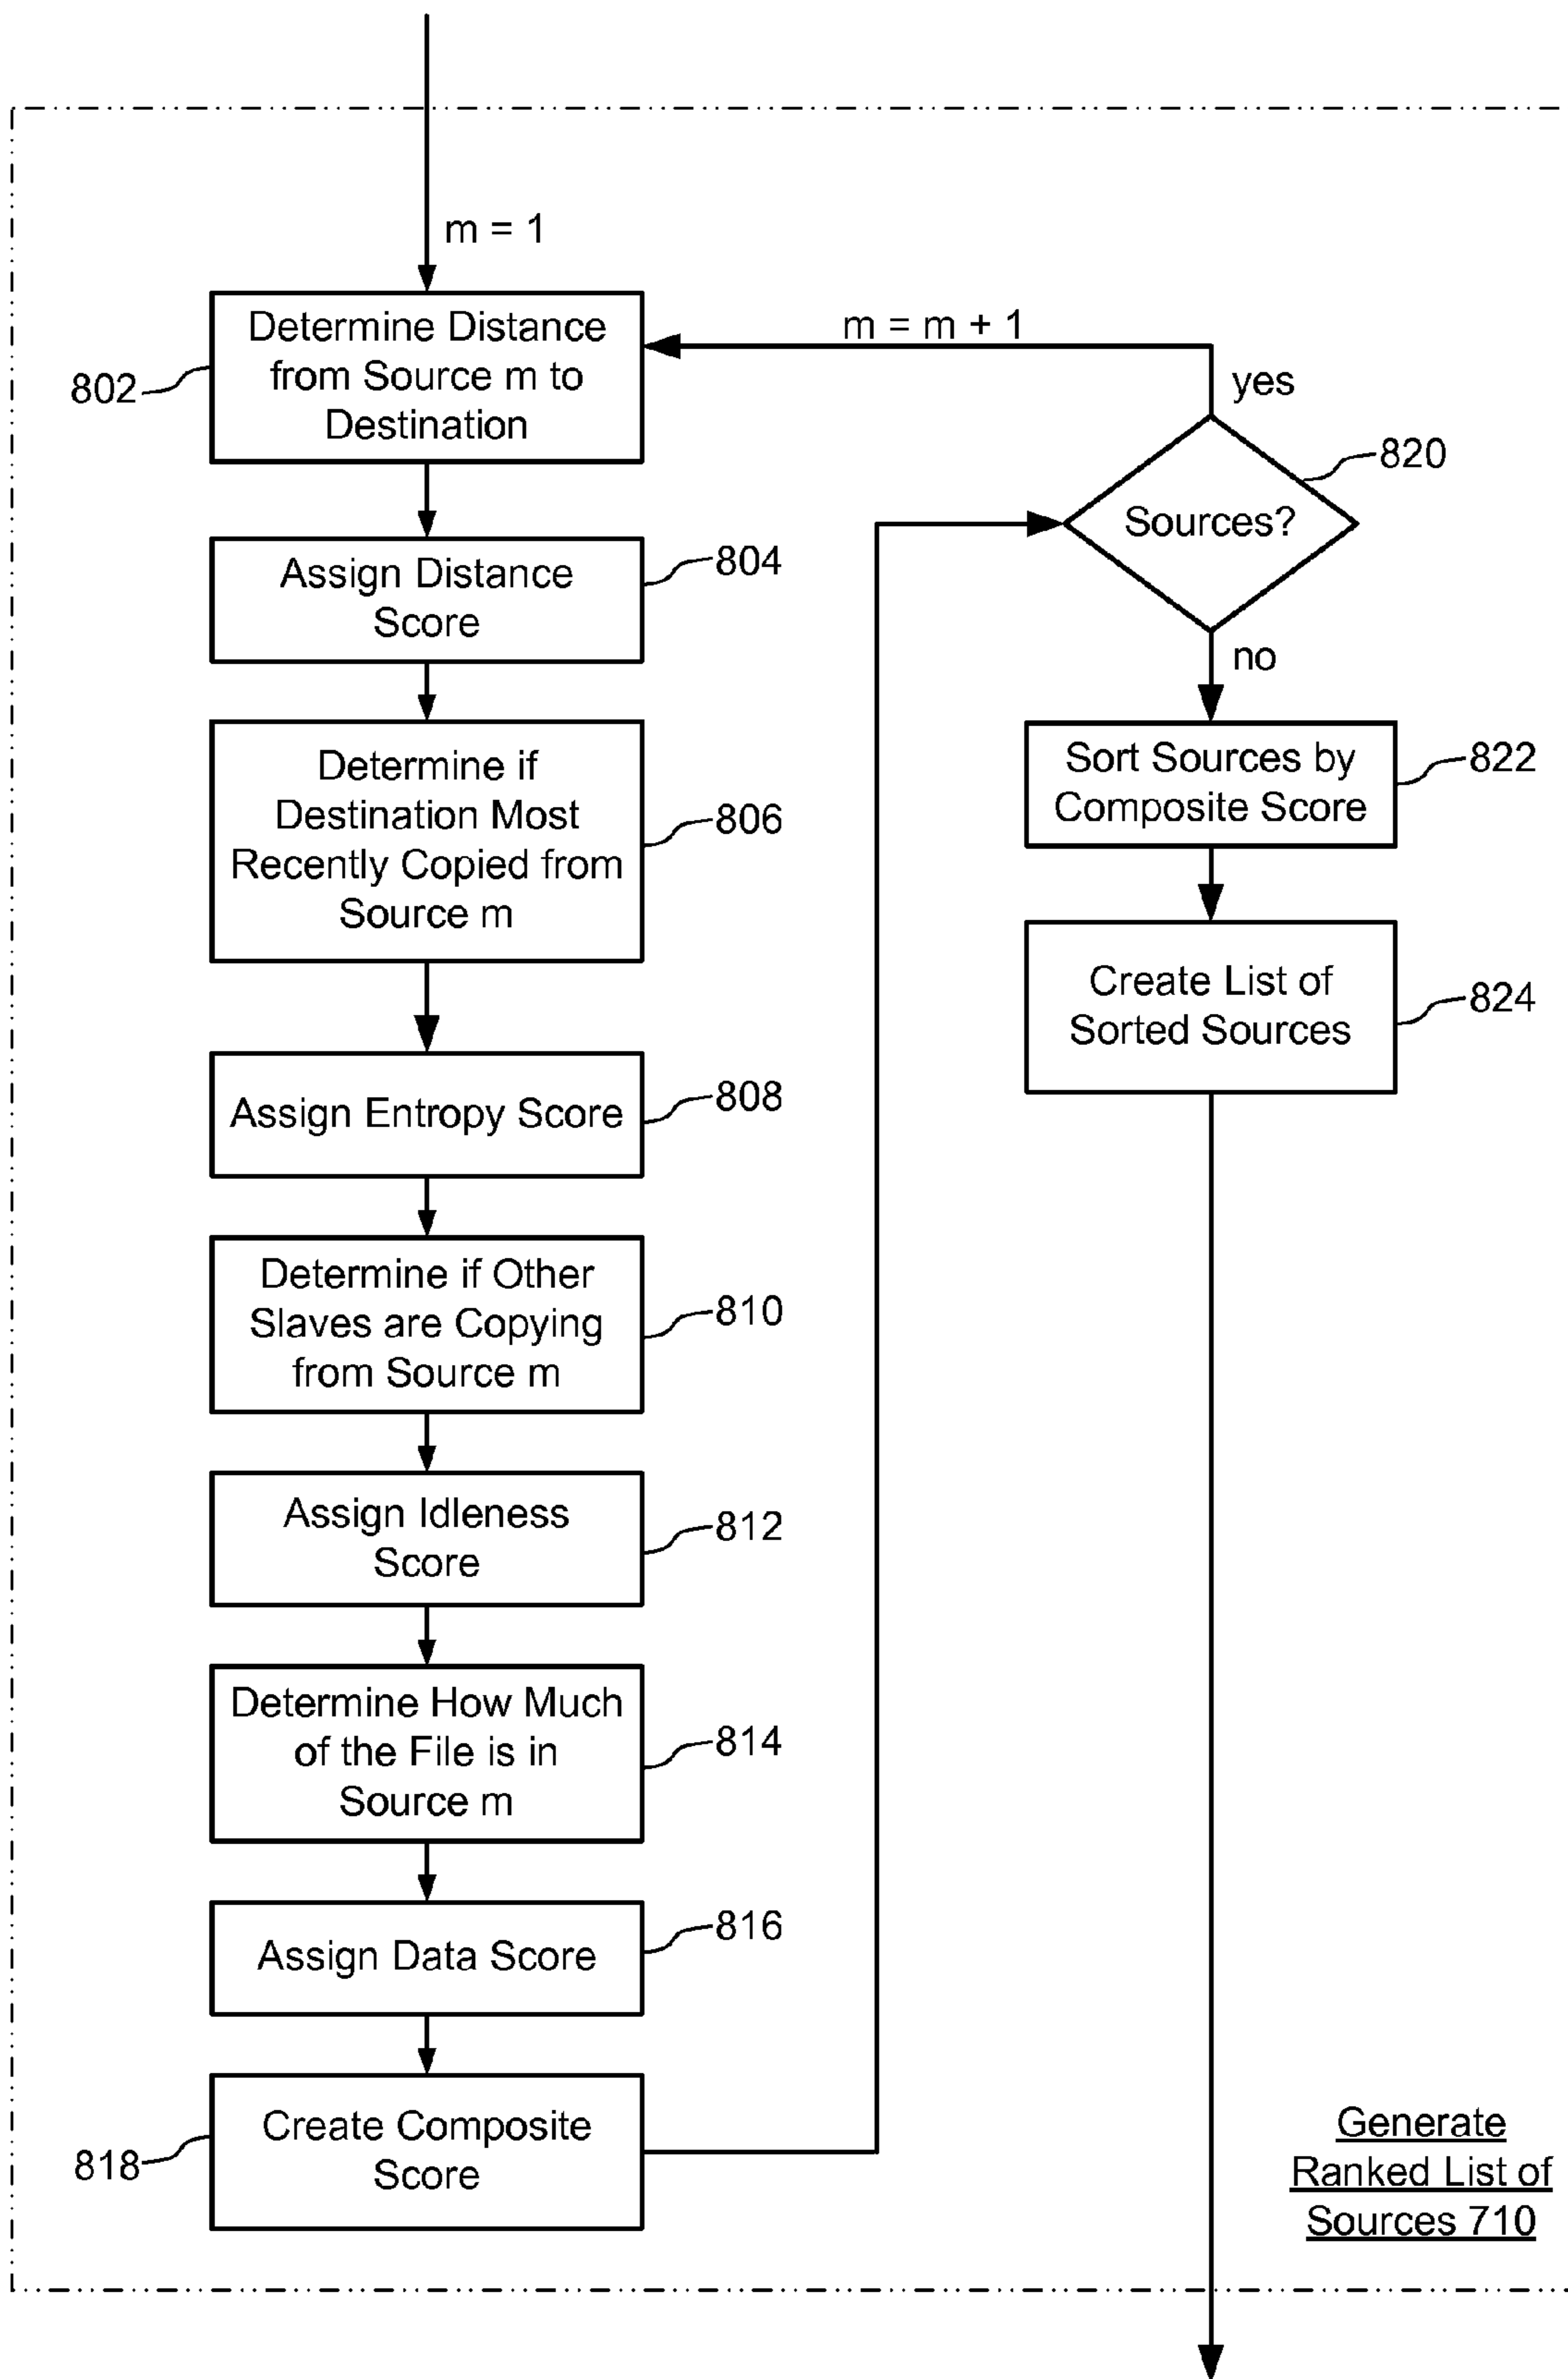 m = 1
Determine Distance
from Source m to
Destination
802
m = m + 1
yes
820
Sources?
no
Assign Distance
Score
804
Determine if
Destination Most
Recently Copied from
Source m
806
Sort Sources by
Composite Score
822
Create List of
Sorted Sources
824
Assign Entropy Score
808
Determine if Other
Slaves are Copying
from Source m
810
Assign Idleness
Score
812
Determine How Much
of the File is in
Source m
814
Assign Data Score
816
Create Composite
Score
818
Generate
Ranked List of
Sources 710